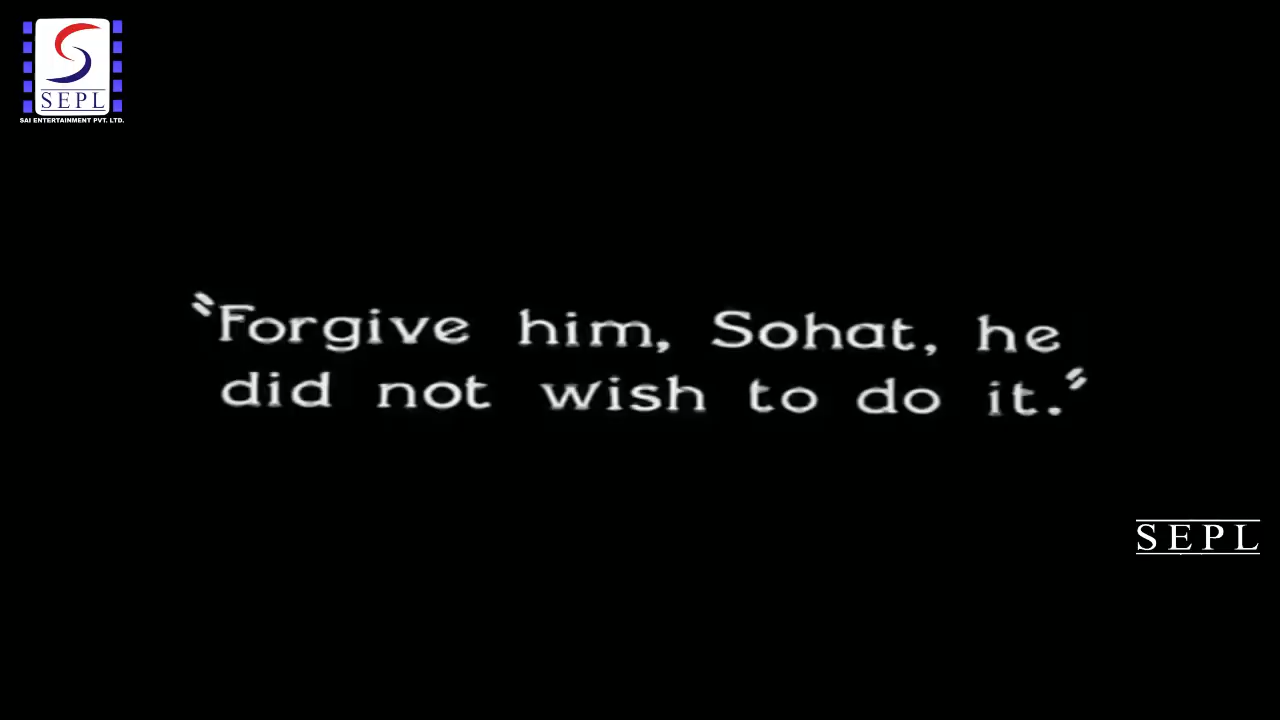 SEPL
SAI ENTERTAINMENT PVT. LTD.
"Forgive him, Sohat, he
did not wish to do it."
SEPL